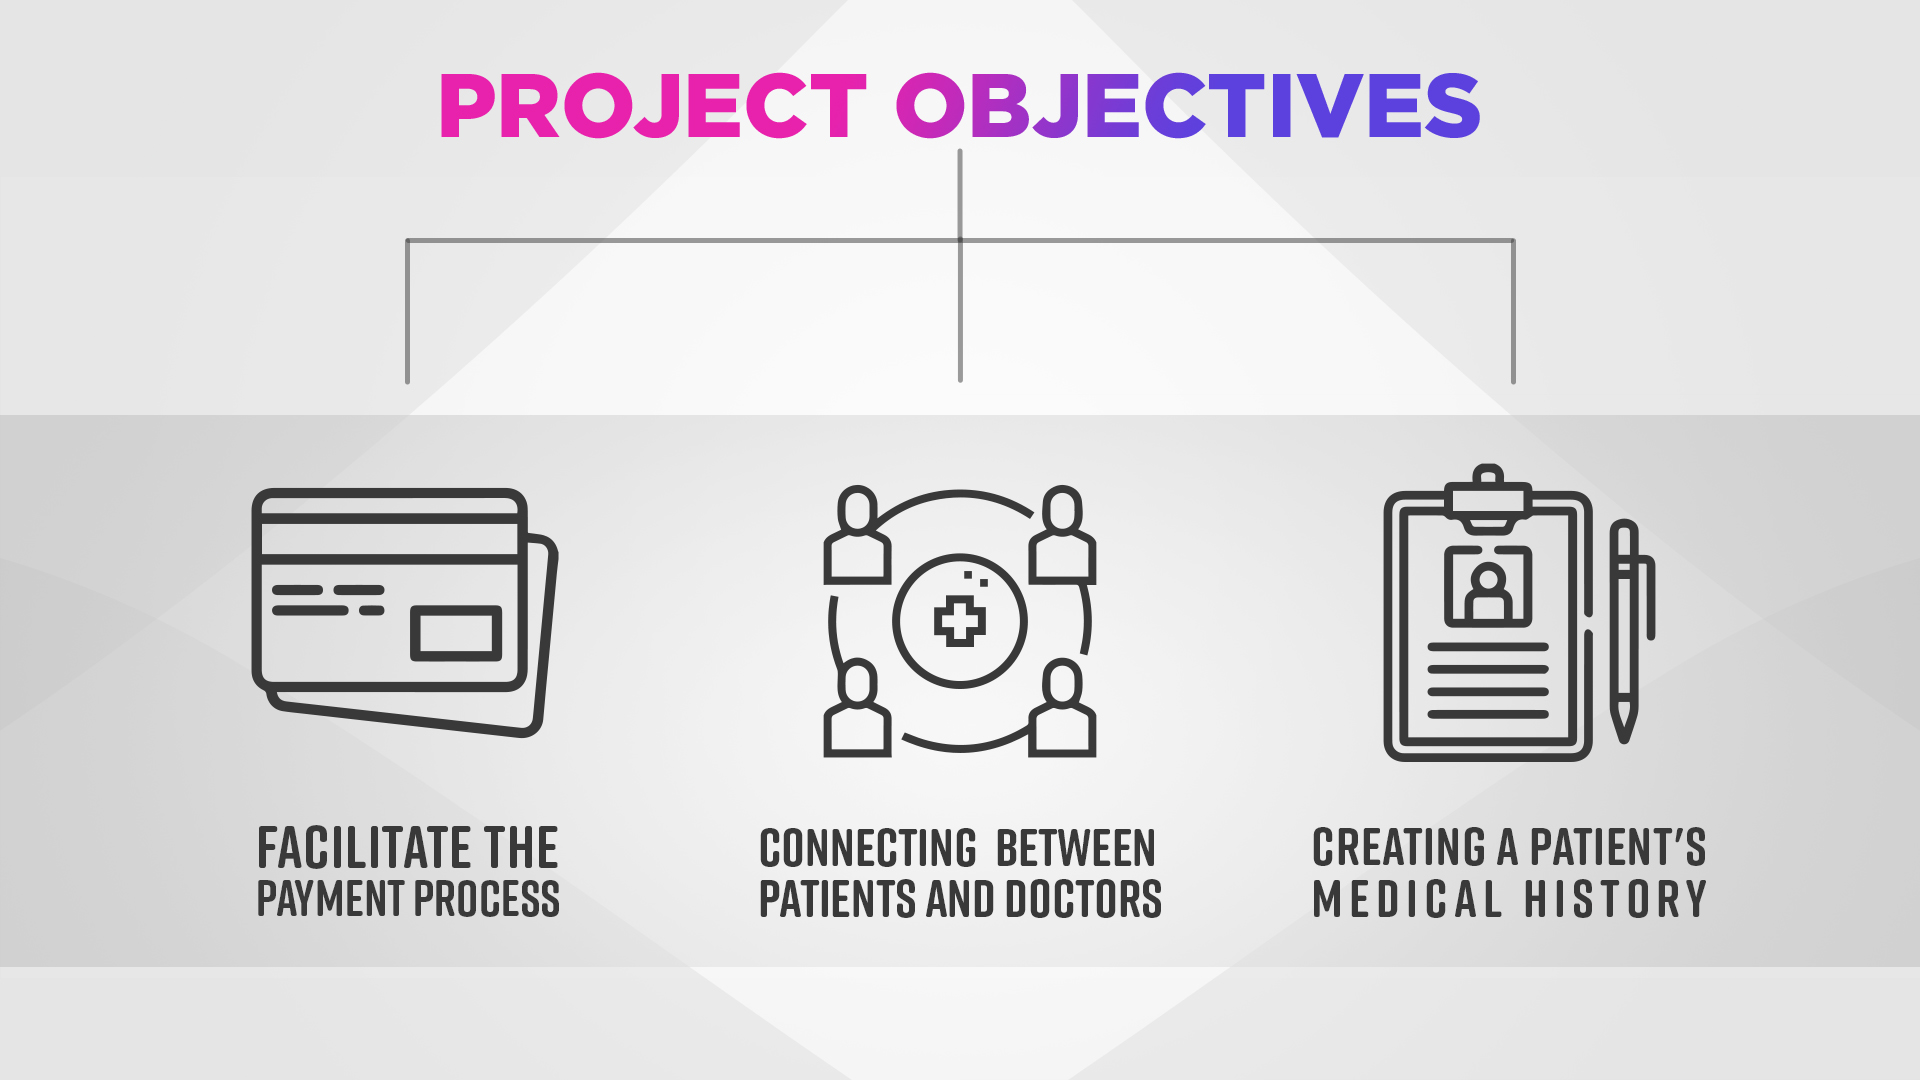 PROJECT OBJECTIVES
FACILITATE THE
PAYMENT PROCESS
CONNECTING BETWEEN
PATIENTS AND DOCTORS
CREATING A PATIENT'S
MEDICAL HISTORY